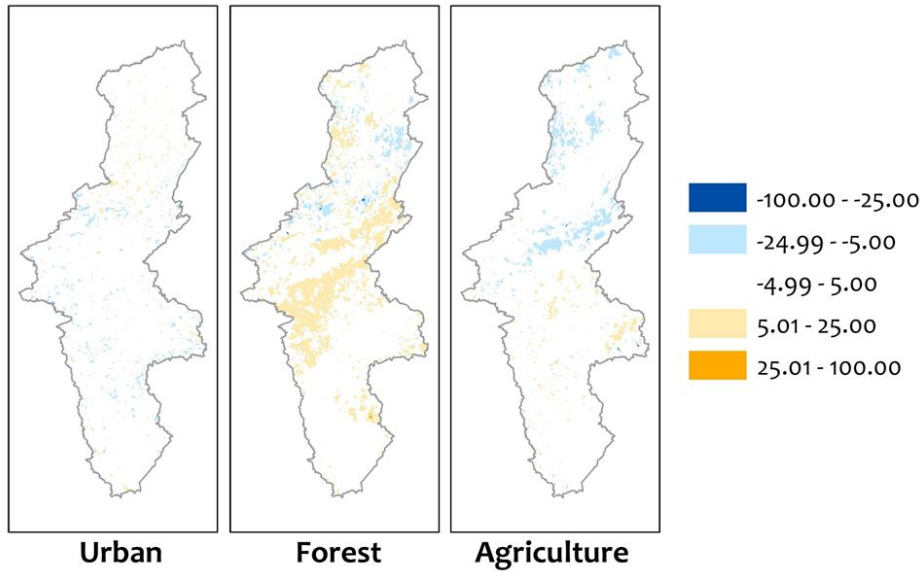 -100.00 - -25.00
-24.99 - -5.00
-4.99 - 5.00
5.01 - 25.00
25.01 - 100.00
Urban
Forest
Agriculture